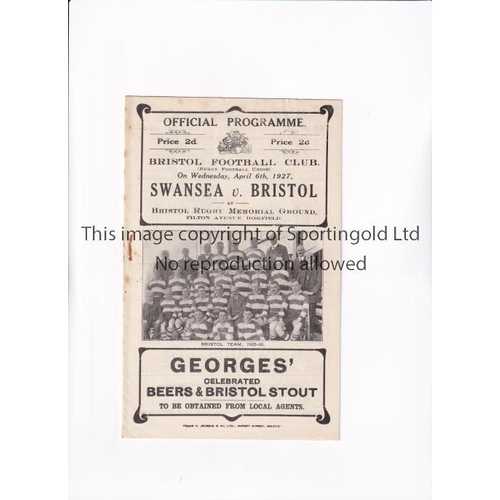 OFFICIAL PROGRAMME.
Price 2d. Price 2d
BRISTOL FOOTBALL CLUB.
(RUGBY FOOTBALL UNION)
On Wednesday, April 6th, 1927,
SWANSEA v. BRISTOL
AT
BRISTOL RUGBY MEMORIAL GROUND,
FILTON AVENUE HORFIELD.
This image copyright of Sportingold Ltd
No reproduction allowed
BRISTOL TEAM,
GEORGES'
CELEBRATED
BEERS & BRISTOL STOUT
TO BE OBTAINED FROM LOCAL AGENTS.